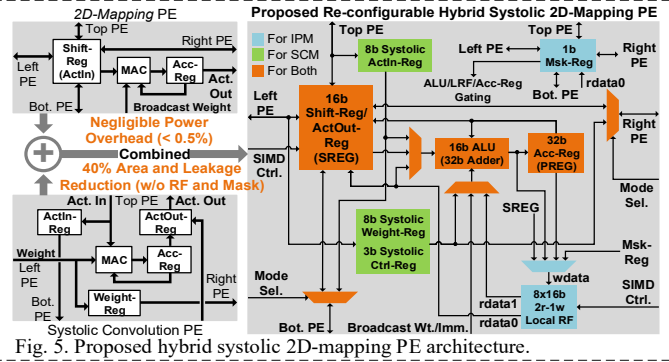 2D-Mapping PE
Top PE
Right PE
Shift-
Reg
(ActIn)
Left
PE
MAC
Acc-
Reg
Act.
Out
Bot. PE
Broadcast Weight
Negligible Power
Overhead (< 0.5%)
Combined
40% Area and Leakage
Reduction (w/o RF and Mask)
Act. In
Top PE
Act. Out
ActIn-
Reg
ActOut-
Reg
Weight
Left
PE
MAC
Acc-
Reg
Right
PE
Bot.
PE
Weight-
Reg
Systolic Convolution PE
Proposed Re-configurable Hybrid Systolic 2D-Mapping PE
Top PE
8b Systolic
ActIn-Reg
For IPM
For SCM
For Both
Top PE
Left PE
1b
Msk-Reg
Right
PE
ALU/LRF/Acc-Reg
Gating
Bot.
PE
rdata0
Left
PE
16b
Shift-Reg/
ActOut-Reg
(SREG)
SIMD
Ctrl.
16b ALU
(32b Adder)
32b
Acc-Reg
(PREG)
Right
PE
Mode
Sel.
8b Systolic
Weight-Reg
3b Systolic
Ctrl-Reg
SREG
Msk-
Reg
wdata
Mode
Sel.
rdata1
rdata0
8x16b
2r-1w
Local RF
SIMD
Ctrl.
Bot. PE
Broadcast Wt./Imm.
Fig. 5. Proposed hybrid systolic 2D-mapping PE architecture.